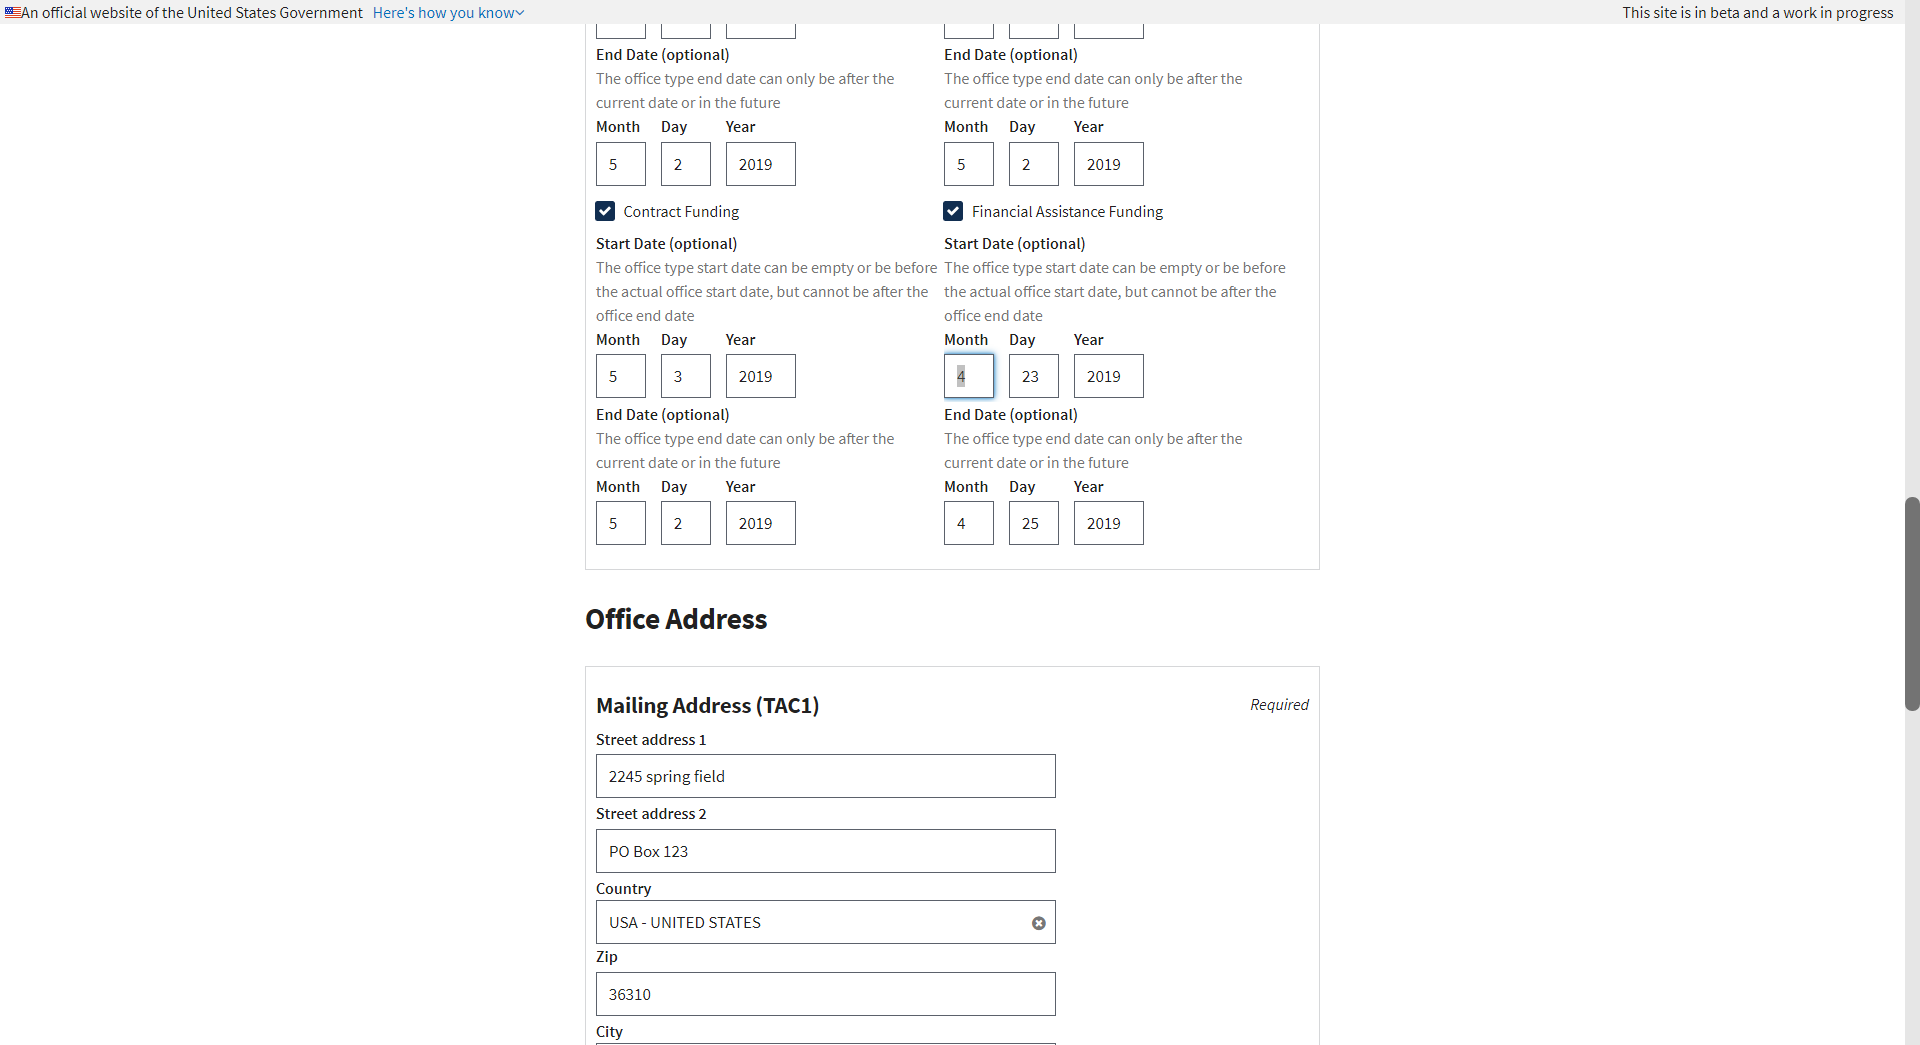 An official website of the United States Government Here's how you know
This site is in beta and a work in progress
End Date (optional)
The office type end date can only be after the
current date or in the future
Month Day Year
5 2 2019
End Date (optional)
The office type end date can only be after the
current date or in the future
Month Day Year
5 2 2019
Contract Funding
Start Date (optional)
The office type start date can be empty or be before
the actual office start date, but cannot be after the
office end date
Month Day Year
5 3 2019
End Date (optional)
The office type end date can only be after the
current date or in the future
Month Day Year
5 2 2019
Financial Assistance Funding
Start Date (optional)
The office type start date can be empty or be before
the actual office start date, but cannot be after the
office end date
Month Day Year
4 23 2019
End Date (optional)
The office type end date can only be after the
current date or in the future
Month Day Year
4 25 2019
Office Address
Mailing Address (TAC1)
Required
Street address 1
2245 spring field
Street address 2
PO Box 123
Country
USA - UNITED STATES
Zip
36310
City